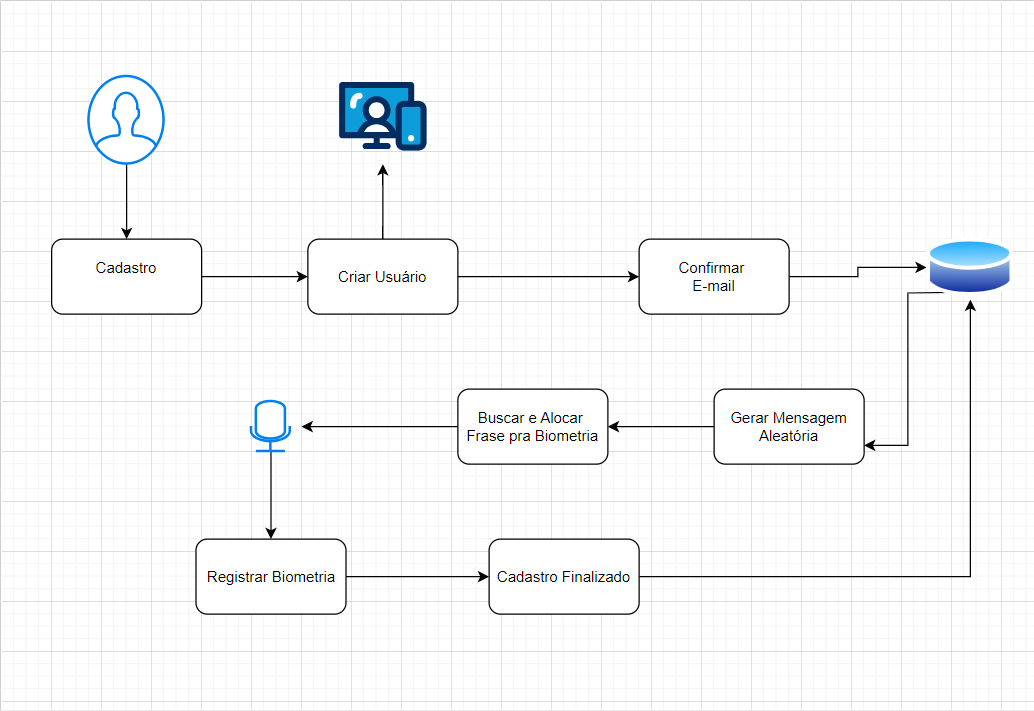 Cadastro
Criar Usuário
Confirmar
E-mail
Buscar e Alocar
Frase pra Biometria
Gerar Mensagem
Aleatória
Registrar Biometria
Cadastro Finalizado